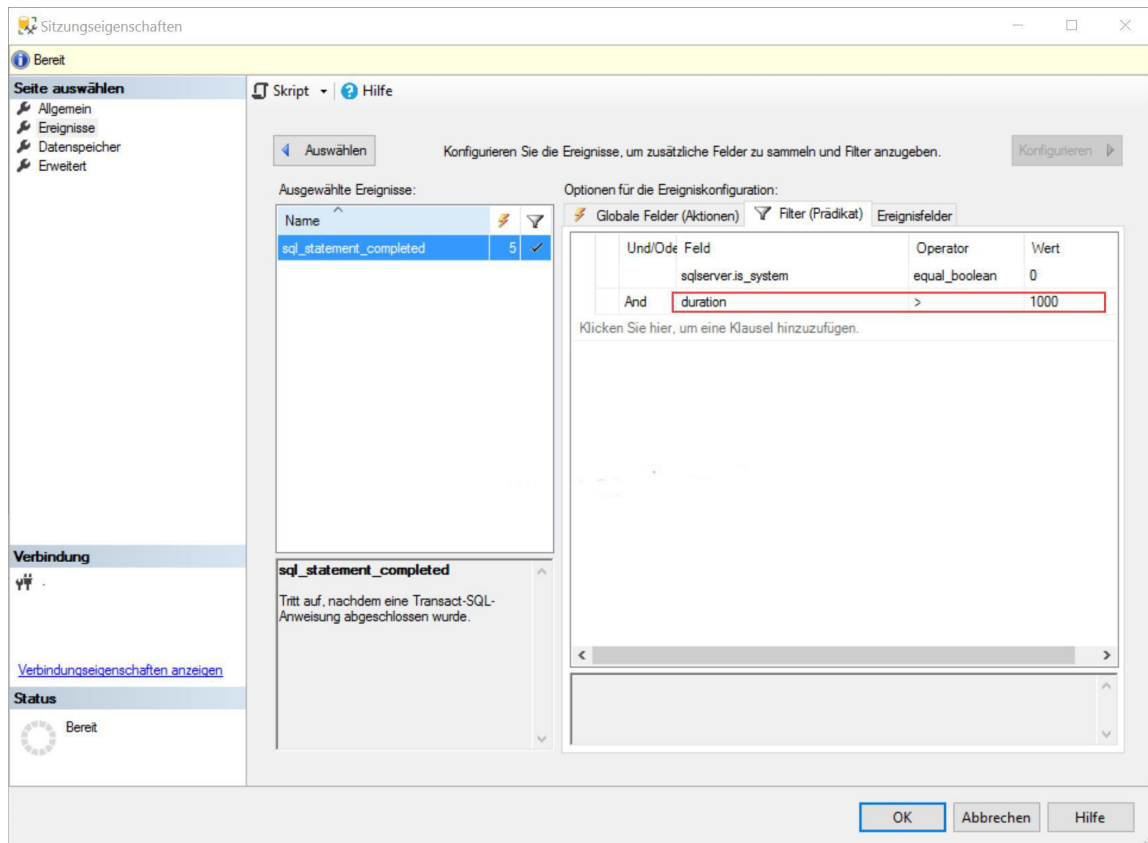 Sitzungseigenschaften
Bereit
Seite auswählen
Allgemein
Ereignisse
Datenspeicher
Erweitert
Skript
Hilfe
Auswählen
Konfigurieren Sie die Ereignisse, um zusätzliche Felder zu sammeln und Filter anzugeben.
Konfigurieren
Ausgewählte Ereignisse:
Name
sql_statement_completed 5
Optionen für die Ereigniskonfiguration:
Globale Felder (Aktionen) Filter (Prädikat) Ereignisfelder
Und/Ode Feld Operator Wert
sqlserver.is_system equal_boolean 0
And duration > 1000
Klicken Sie hier, um eine Klausel hinzuzufügen.
sql_statement_completed
Tritt auf, nachdem eine Transact-SQL-
Anweisung abgeschlossen wurde.
Verbindung
.
Verbindungseigenschaften anzeigen
Status
Bereit
OK Abbrechen Hilfe